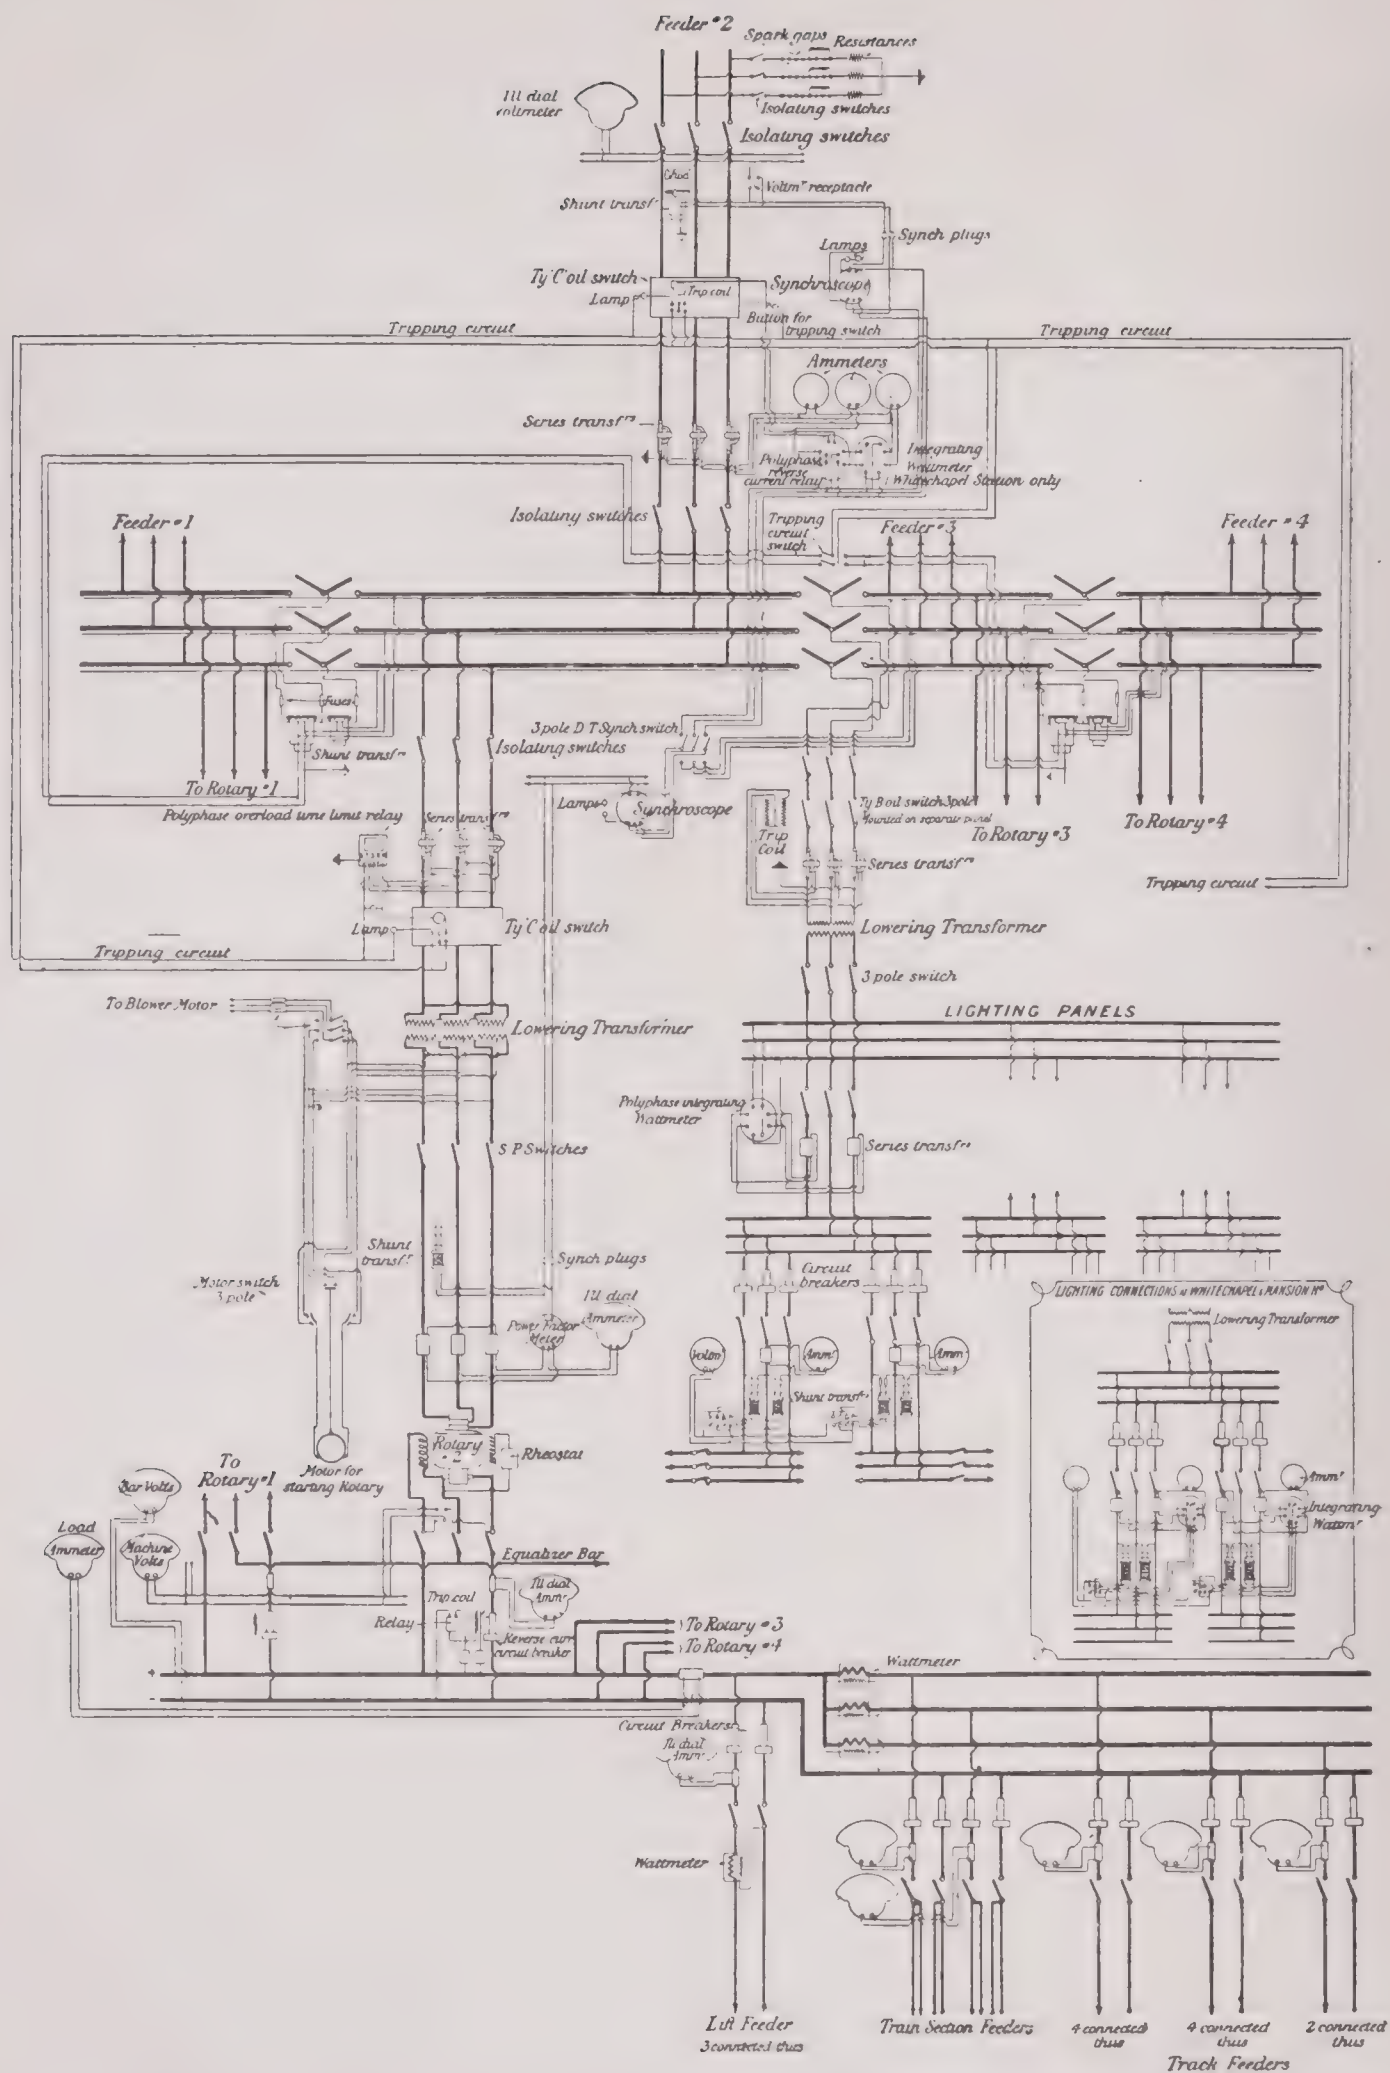 Feeder #2
Spark gaps
Resistances
Ill dial
voltmeter
Isolating switches
Isolating switches
Voltmr receptacle
Shunt transfr
Synch plugs
Lamps
Ty "C" oil switch
Trip coil
Synchroscope
Lamp
Button for
tripping switch
Tripping circuit
Tripping circuit
Ammeters
Series transfrs
Integrating
Wattmeter
Whitechapel Station only
Polyphase
reverse
current relay
Isolating switches
Tripping
circuit
switch
Feeder #1
Feeder #3
Feeder #4
Fuses
Shunt transfr
3 pole D T Synch switch
Isolating switches
To Rotary #1
Polyphase overload time limit relay
Series transfrs
Lamps
Synchroscope
Ty B oil switch 3 pole
Mounted on separate panel
Trip
Coil
To Rotary #3
To Rotary #4
Series transfrs
Tripping circuit
Lamp
Ty "C" oil switch
Lowering Transformer
Tripping circuit
3 pole switch
To Blower Motor
LIGHTING PANELS
Lowering Transformer
Polyphase integrating
Wattmeter
Series transfrs
S P Switches
Shunt
transfr
Synch plugs
Circuit
breakers
Motor switch
3 pole
Ill dial
Ammeter
Power Factor
Meter
LIGHTING CONNECTIONS at WHITECHAPEL & MANSION Ho
Lowering Transformer
Voltmr
Ammr
Ammr
Shunt transfrs
Rotary
#2
Rheostat
Motor for
starting Rotary
To
Rotary #1
Bar Volts
Ammr
Integrating
Wattmr
Load
Ammeter
Machine
Volts
Equalizer Bar
Trip coil
Relay
Ill dial
Ammr
Reverse curr
circuit breaker
To Rotary #3
To Rotary #4
+
-
Wattmeter
Circuit Breakers
Ill dial
Ammr
Wattmeter
Lift Feeder
3 connected thus
Train Section Feeders
4 connected
thus
4 connected
thus
2 connected
thus
Track Feeders